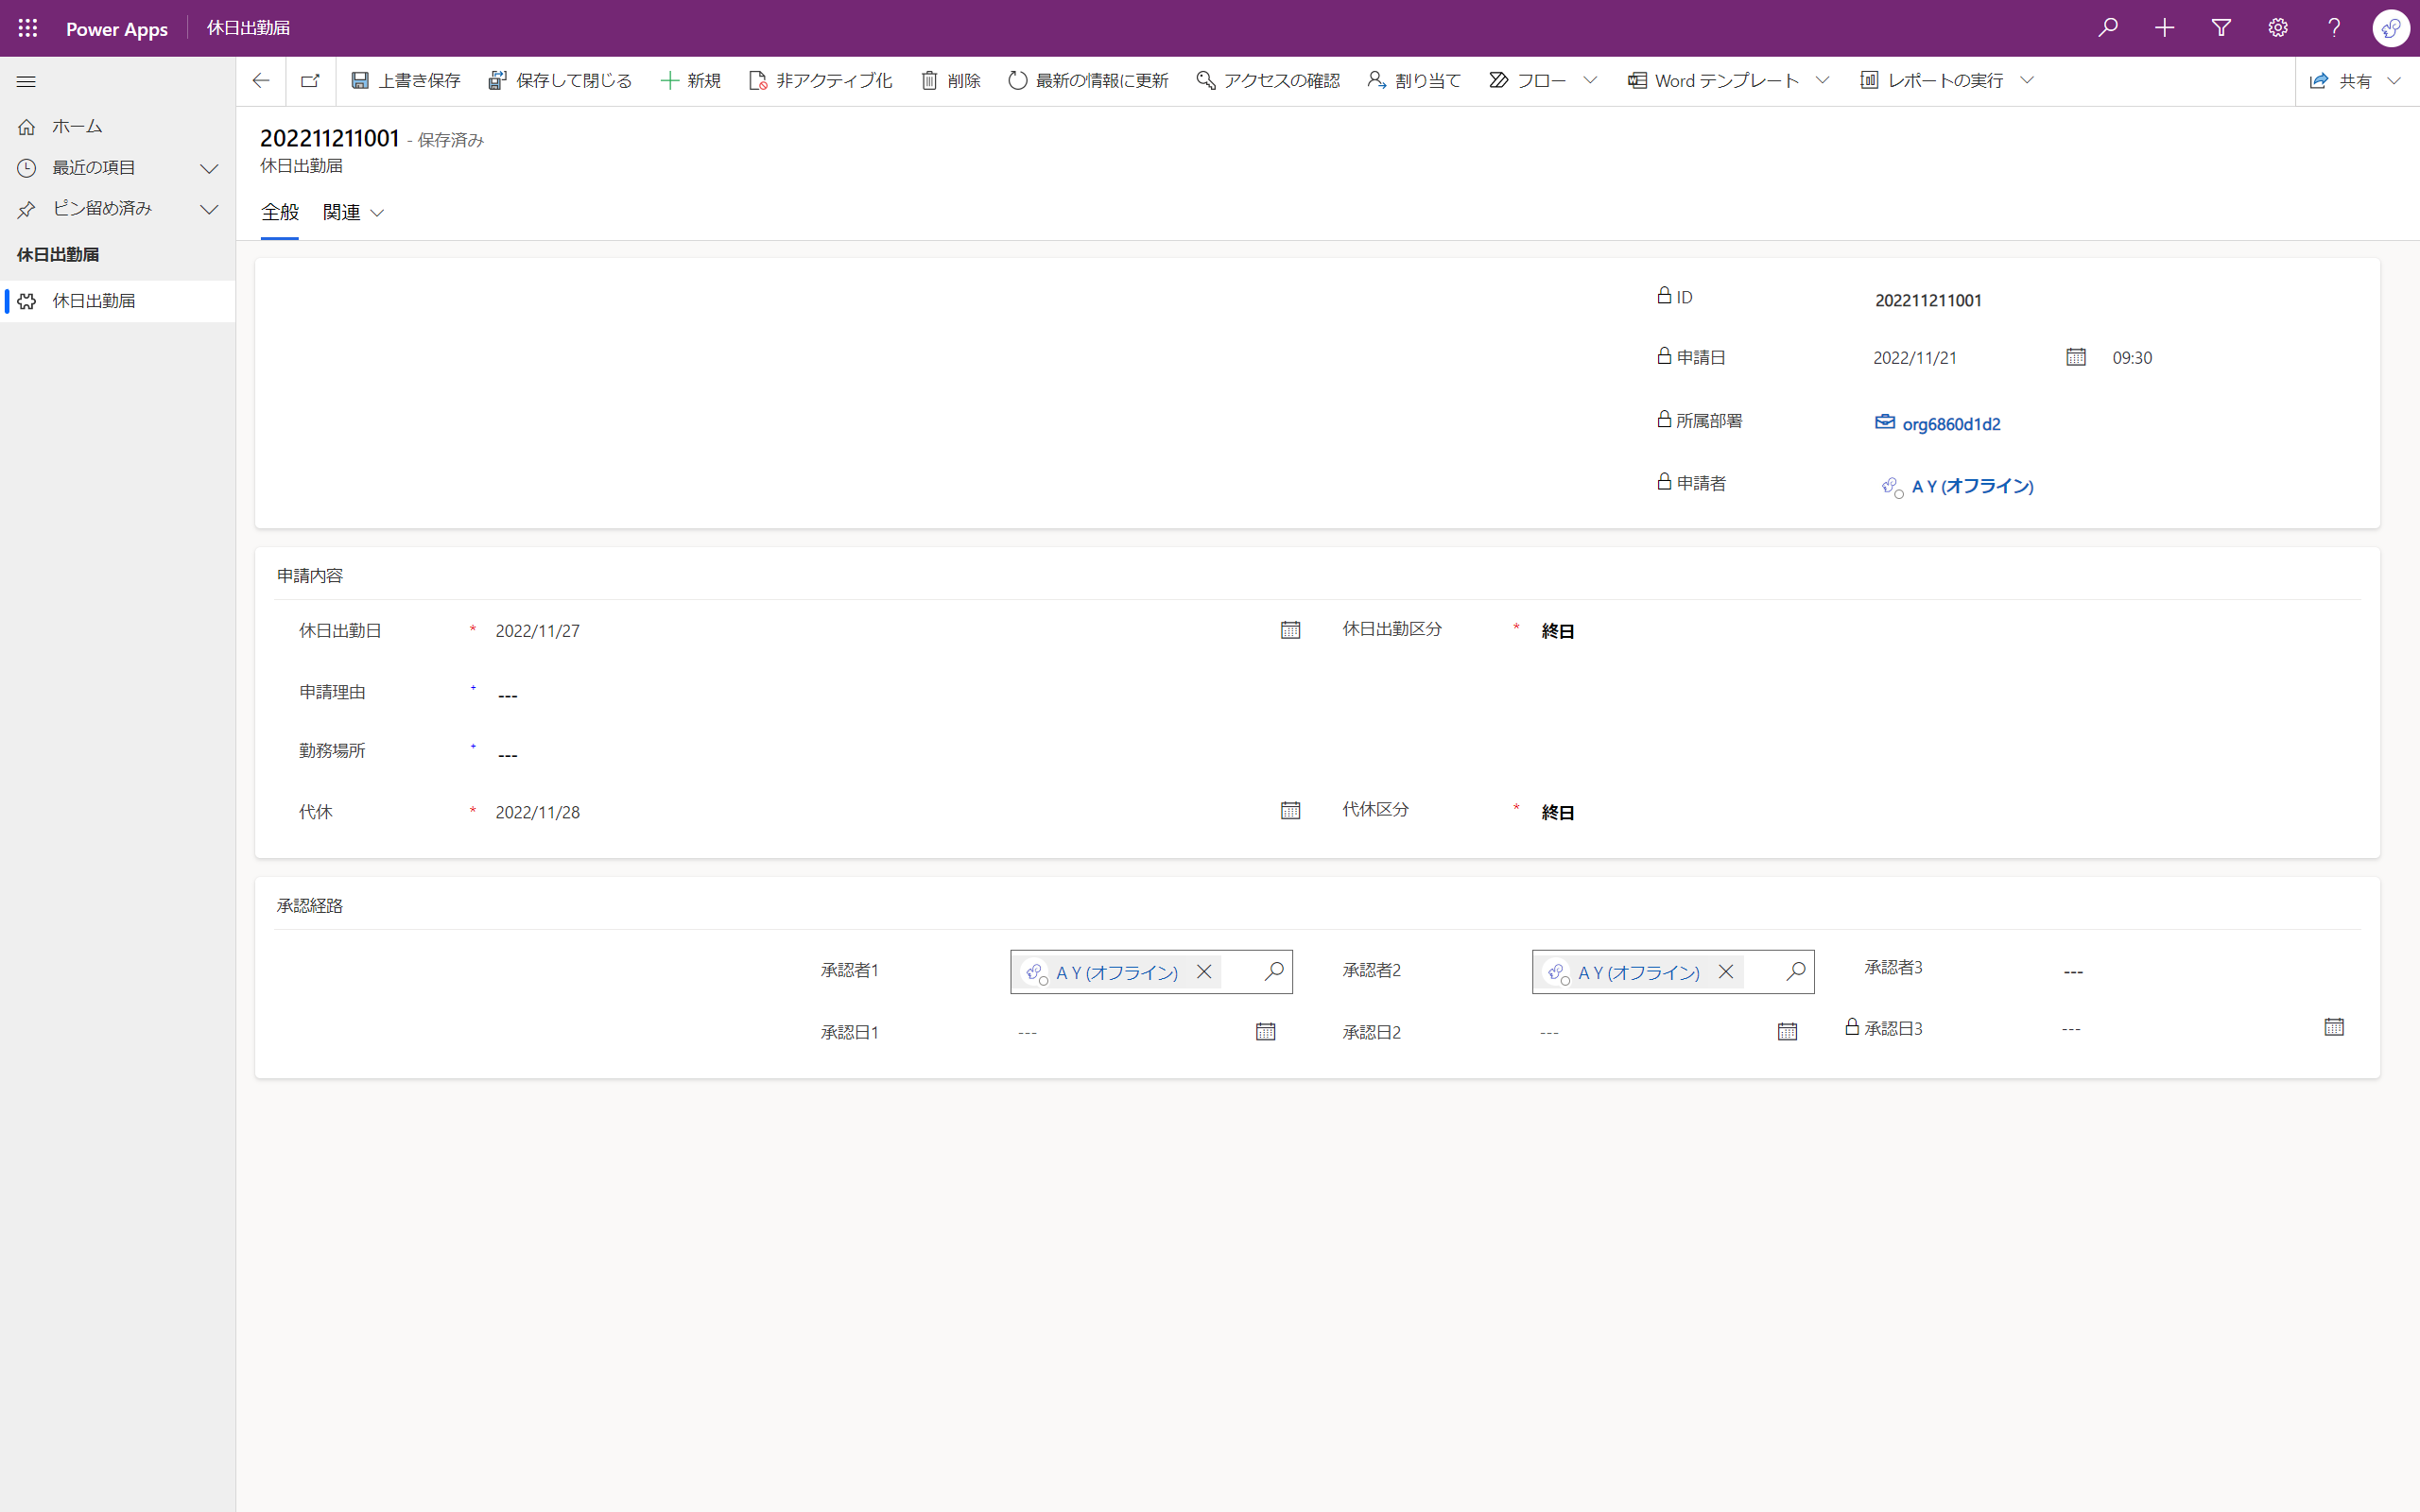 Power Apps 休日出勤届
上書き保存 保存して閉じる 新規 非アクティブ化 削除 最新の情報に更新 アクセスの確認 割り当て フロー Word テンプレート レポートの実行 共有
ホーム
最近の項目
ピン留め済み
休日出勤届
休日出勤届
202211211001 - 保存済み
休日出勤届
全般 関連
ID 202211211001
申請日 2022/11/21 09:30
所属部署 org6860d1d2
申請者 A Y (オフライン)
申請内容
休日出勤日 * 2022/11/27 休日出勤区分 * 終日
申請理由 + ---
勤務場所 + ---
代休 * 2022/11/28 代休区分 * 終日
承認経路
承認者1 A Y (オフライン) 承認者2 A Y (オフライン) 承認者3 ---
承認日1 --- 承認日2 --- 承認日3 ---